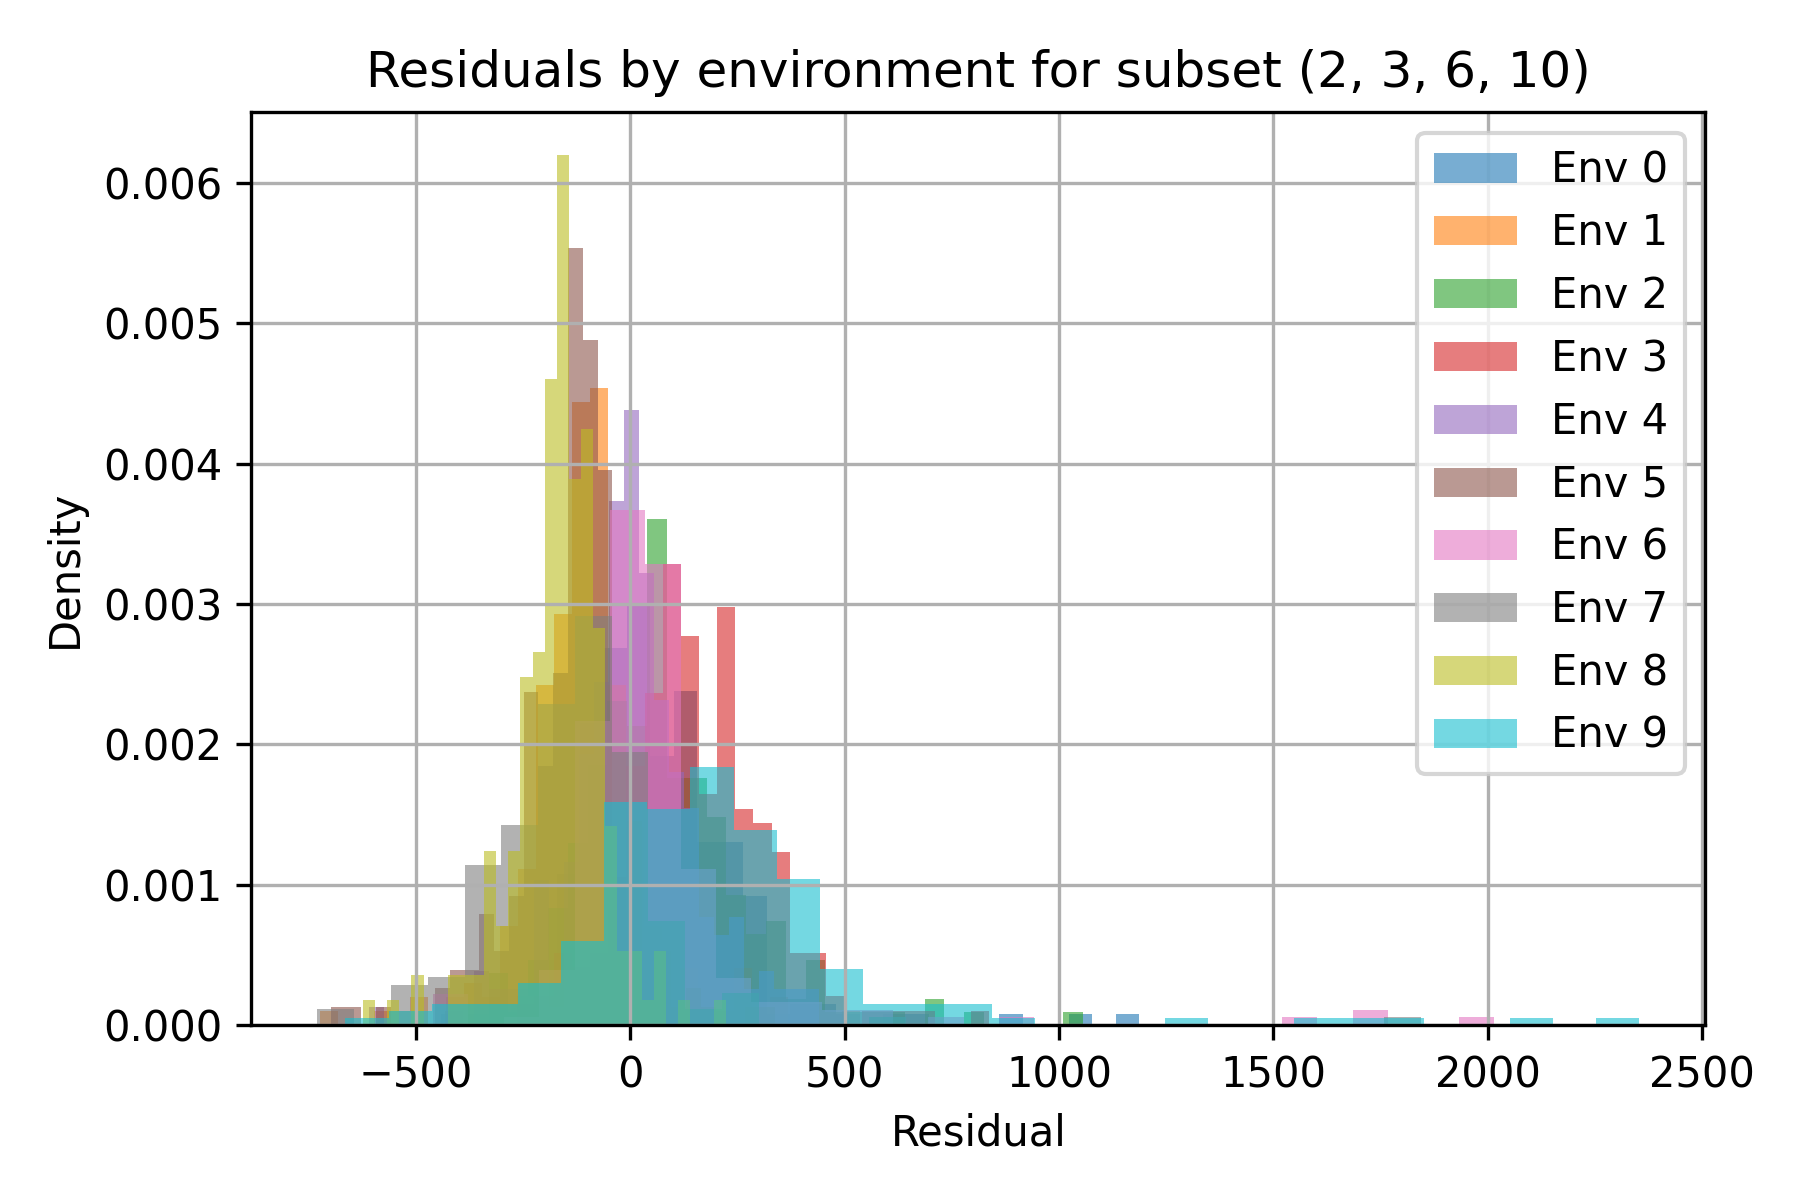 Residuals by environment for subset (2, 3, 6, 10)
Density
0.006
0.005
0.004
0.003
0.002
0.001
0.000
Env 0
Env 1
Env 2
Env 3
Env 4
Env 5
Env 6
Env 7
Env 8
Env 9
−500 0 500 1000 1500 2000 2500
Residual